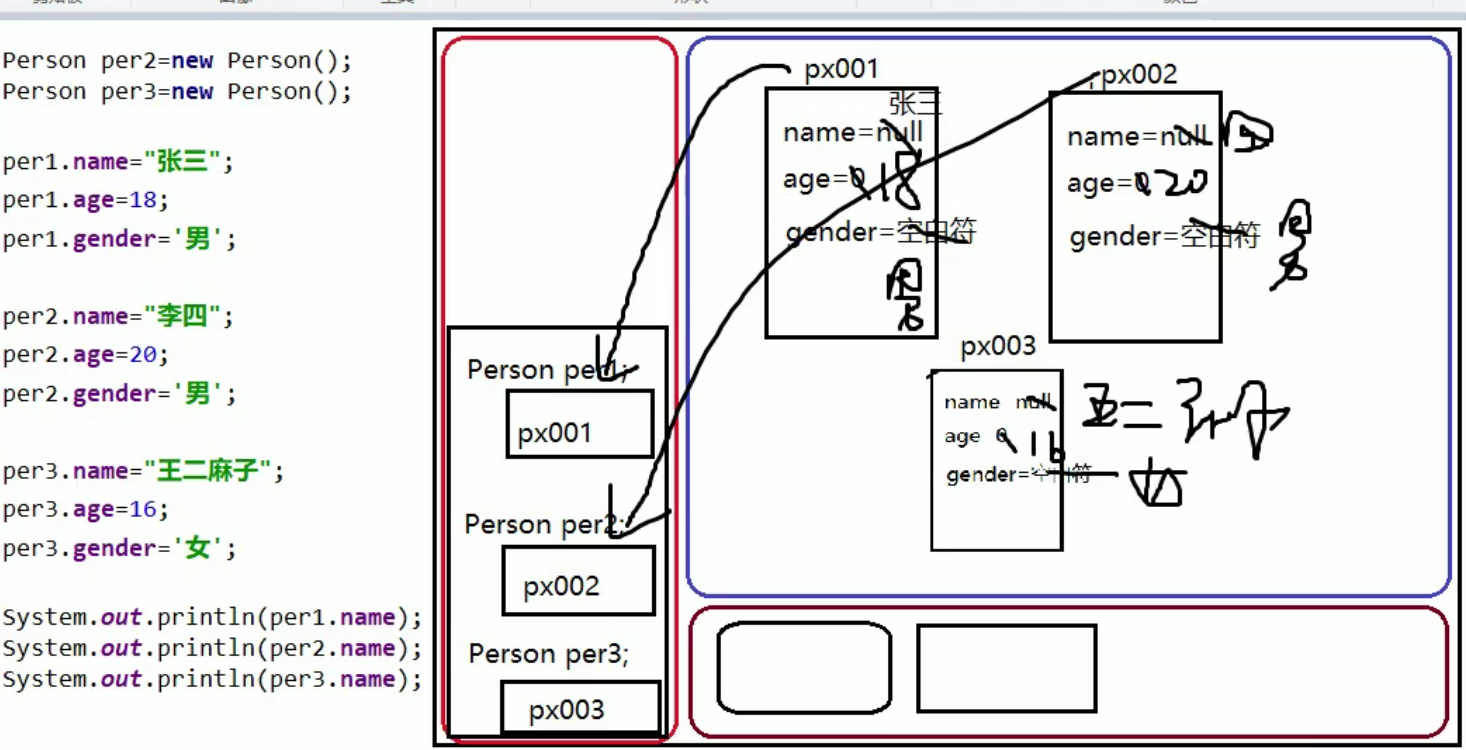 Person per2=new Person();
Person per3=new Person();
per1.name="张三";
per1.age=18;
per1.gender='男';
per2.name="李四";
per2.age=20;
per2.gender='男';
per3.name="王二麻子";
per3.age=16;
per3.gender='女';
System.out.println(per1.name);
System.out.println(per2.name);
System.out.println(per3.name);
Person per1;
px001
Person per2;
px002
Person per3;
px003
px001
张三
name=null
age=0 18
gender=空白符
男
px002
name=null
age=0 20
gender=空白符
男
px003
name null
age 0 16
gender=空白符 女